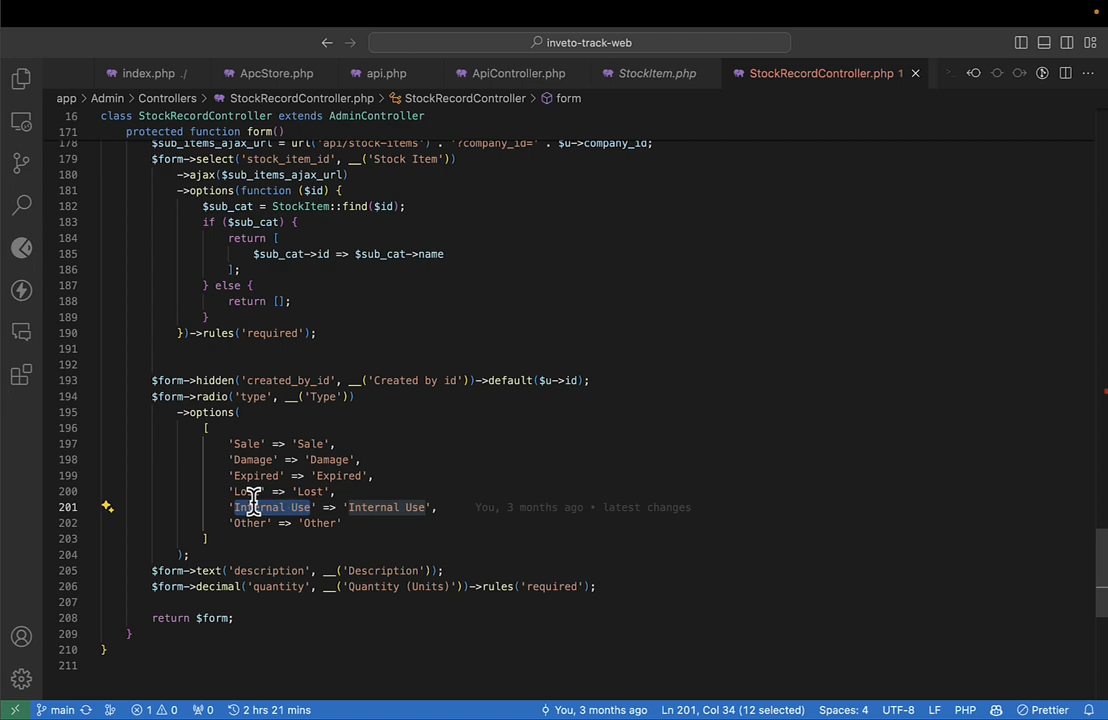 inveto-track-web
index.php ./
ApcStore.php
api.php
ApiController.php
StockItem.php
StockRecordController.php 1
app > Admin > Controllers > StockRecordController.php > StockRecordController > form
16 class StockRecordController extends AdminController
171 protected function form()
178 $sub_items_ajax_url = url('api/stock-items') . '?company_id=' . $u->company_id;
179 $form->select('stock_item_id', __('Stock Item'))
180 ->ajax($sub_items_ajax_url)
181 ->options(function ($id) {
182 $sub_cat = StockItem::find($id);
183 if ($sub_cat) {
184 return [
185 $sub_cat->id => $sub_cat->name
186 ];
187 } else {
188 return [];
189 }
190 })->rules('required');
191
192
193 $form->hidden('created_by_id', __('Created by id'))->default($u->id);
194 $form->radio('type', __('Type'))
195 ->options(
196 [
197 'Sale' => 'Sale',
198 'Damage' => 'Damage',
199 'Expired' => 'Expired',
200 'Lost' => 'Lost',
201 'Internal Use' => 'Internal Use', You, 3 months ago • latest changes
202 'Other' => 'Other'
203 ]
204 );
205 $form->text('description', __('Description'));
206 $form->decimal('quantity', __('Quantity (Units)'))->rules('required');
207
208 return $form;
209 }
210 }
211
main 1 0 0 2 hrs 21 mins You, 3 months ago Ln 201, Col 34 (12 selected) Spaces: 4 UTF-8 LF PHP Prettier